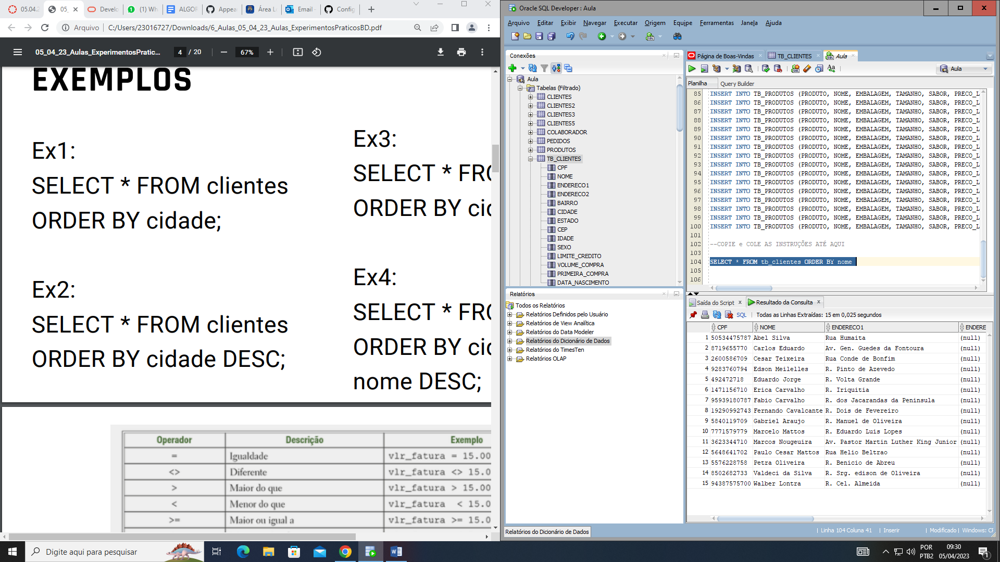 05.04.2
05_
Develo
(1) Wh
ALGOR
Appea
Área Lo
Email -
Config
Arquivo
C:/Users/23016727/Downloads/6_Aulas_05_04_23_Aulas_ExperimentosPraticosBD.pdf
05_04_23_Aulas_ExperimentosPratic...
4 / 20
67%
EXEMPLOS
Ex1:
SELECT * FROM clientes
ORDER BY cidade;
Ex2:
SELECT * FROM clientes
ORDER BY cidade DESC;
Ex3:
SELECT * FRO
ORDER BY cid
Ex4:
SELECT * FRO
ORDER BY cid
nome DESC;
Operador Descrição Exemplo
= Igualdade vlr_fatura = 15.00
<> Diferente vlr_fatura <> 15.0
> Maior do que vlr_fatura > 15.00
< Menor do que vlr_fatura < 15.0
>= Maior ou igual a vlr_fatura >= 15.0
Oracle SQL Developer : Aula
Arquivo Editar Exibir Navegar Executar Origem Equipe Ferramentas Janela Ajuda
Conexões
Aula
Tabelas (Filtrado)
CLIENTES
CLIENTES2
CLIENTES3
CLIENTES5
COLABORADOR
PEDIDOS
PRODUTOS
TB_CLIENTES
CPF
NOME
ENDERECO1
ENDERECO2
BAIRRO
CIDADE
ESTADO
CEP
IDADE
SEXO
LIMITE_CREDITO
VOLUME_COMPRA
PRIMEIRA_COMPRA
DATA_NASCIMENTO
Relatórios
Todos os Relatórios
Relatórios Definidos pelo Usuário
Relatórios de View Analítica
Relatórios do Data Modeler
Relatórios do Dicionário de Dados
Relatórios do TimesTen
Relatórios OLAP
Relatórios do Dicionário de Dados
Página de Boas-Vindas
TB_CLIENTES
Aula
Aula
Planilha Query Builder
85 INSERT INTO TB_PRODUTOS (PRODUTO, NOME, EMBALAGEM, TAMANHO, SABOR, PRECO_L
86 INSERT INTO TB_PRODUTOS (PRODUTO, NOME, EMBALAGEM, TAMANHO, SABOR, PRECO_L
87 INSERT INTO TB_PRODUTOS (PRODUTO, NOME, EMBALAGEM, TAMANHO, SABOR, PRECO_L
88 INSERT INTO TB_PRODUTOS (PRODUTO, NOME, EMBALAGEM, TAMANHO, SABOR, PRECO_L
89 INSERT INTO TB_PRODUTOS (PRODUTO, NOME, EMBALAGEM, TAMANHO, SABOR, PRECO_L
90 INSERT INTO TB_PRODUTOS (PRODUTO, NOME, EMBALAGEM, TAMANHO, SABOR, PRECO_L
91 INSERT INTO TB_PRODUTOS (PRODUTO, NOME, EMBALAGEM, TAMANHO, SABOR, PRECO_L
92 INSERT INTO TB_PRODUTOS (PRODUTO, NOME, EMBALAGEM, TAMANHO, SABOR, PRECO_L
93 INSERT INTO TB_PRODUTOS (PRODUTO, NOME, EMBALAGEM, TAMANHO, SABOR, PRECO_L
94 INSERT INTO TB_PRODUTOS (PRODUTO, NOME, EMBALAGEM, TAMANHO, SABOR, PRECO_L
95 INSERT INTO TB_PRODUTOS (PRODUTO, NOME, EMBALAGEM, TAMANHO, SABOR, PRECO_L
96 INSERT INTO TB_PRODUTOS (PRODUTO, NOME, EMBALAGEM, TAMANHO, SABOR, PRECO_L
97 INSERT INTO TB_PRODUTOS (PRODUTO, NOME, EMBALAGEM, TAMANHO, SABOR, PRECO_L
98 INSERT INTO TB_PRODUTOS (PRODUTO, NOME, EMBALAGEM, TAMANHO, SABOR, PRECO_L
99 INSERT INTO TB_PRODUTOS (PRODUTO, NOME, EMBALAGEM, TAMANHO, SABOR, PRECO_L
100 INSERT INTO TB_PRODUTOS (PRODUTO, NOME, EMBALAGEM, TAMANHO, SABOR, PRECO_L
101
102 --COPIE e COLE AS INSTRUÇÕES ATÉ AQUI
103
104 SELECT * FROM tb_clientes ORDER BY nome
105
106
Saída do Script x Resultado da Consulta x
SQL | Todas as Linhas Extraídas: 15 em 0,025 segundos
CPF NOME ENDERECO1 ENDERE
1 50534475787 Abel Silva Rua Humaita (null)
2 8719655770 Carlos Eduardo Av. Gen. Guedes da Fontoura (null)
3 2600586709 Cesar Teixeira Rua Conde de Bonfim (null)
4 9283760794 Edson Meilelles R. Pinto de Azevedo (null)
5 492472718 Eduardo Jorge R. Volta Grande (null)
6 1471156710 Erica Carvalho R. Iriquitia (null)
7 95939180787 Fabio Carvalho R. dos Jacarandas da Peninsula (null)
8 19290992743 Fernando Cavalcante R. Dois de Fevereiro (null)
9 5840119709 Gabriel Araujo R. Manuel de Oliveira (null)
10 7771579779 Marcelo Mattos R. Eduardo Luis Lopes (null)
11 3623344710 Marcos Nougeuira Av. Pastor Martin Luther King Junior (null)
12 5648641702 Paulo Cesar Mattos Rua Helio Beltrao (null)
13 5576228758 Petra Oliveira R. Benicio de Abreu (null)
14 8502682733 Valdeci da Silva R. Srg. edison de Oliveira (null)
15 94387575700 Walber Lontra R. Cel. Almeida (null)
| Linha 104 Coluna 41 | Inserir | Modificado | Windows: CF
Digite aqui para pesquisar
POR
PTB2
09:30
05/04/2023
1